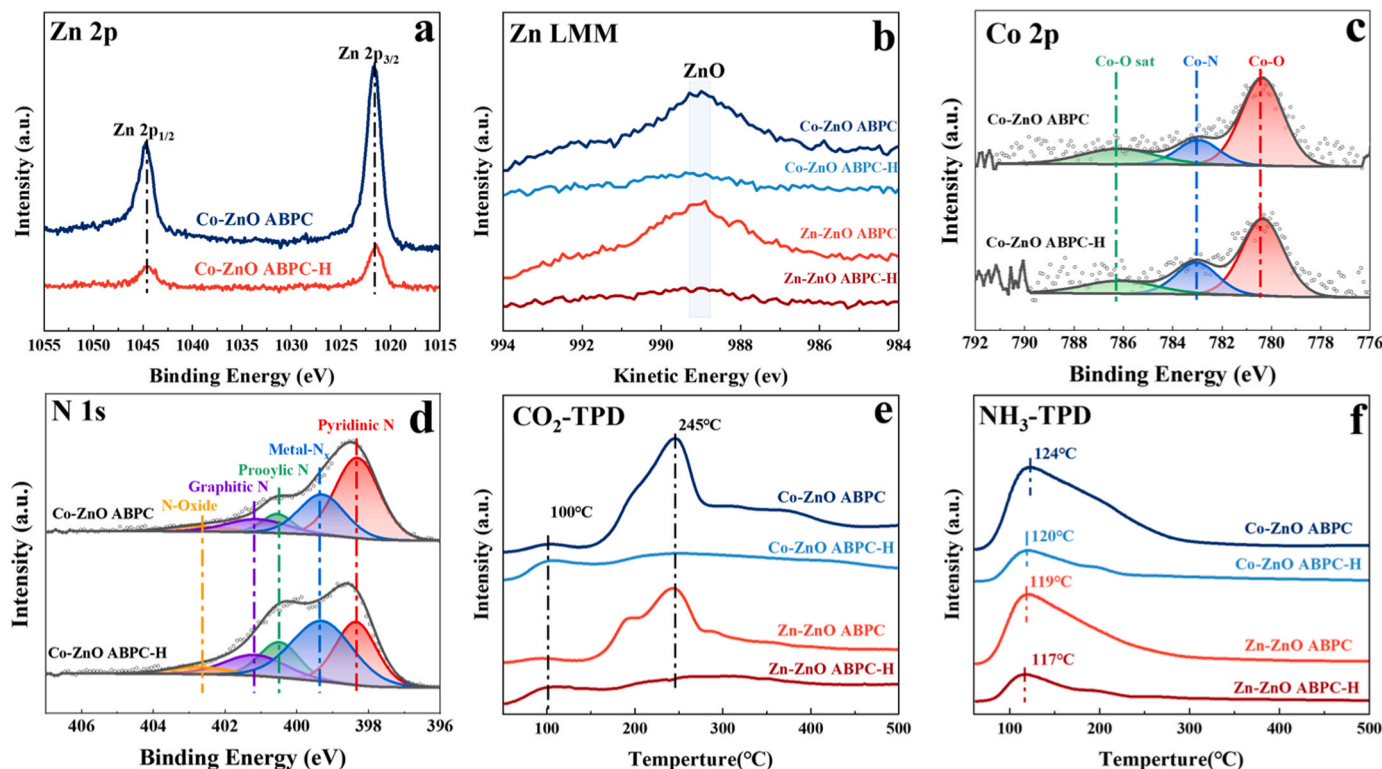 Zn 2p
a
Zn 2p3/2
Zn 2p1/2
Co-ZnO ABPC
Co-ZnO ABPC-H
Intensity (a.u.)
1055 1050 1045 1040 1035 1030 1025 1020 1015
Binding Energy (eV)
Zn LMM
b
ZnO
Co-ZnO ABPC
Co-ZnO ABPC-H
Zn-ZnO ABPC
Zn-ZnO ABPC-H
Intensity (a.u.)
994 992 990 988 986 984
Kinetic Energy (ev)
Co 2p
c
Co-O sat Co-N Co-O
Co-ZnO ABPC
Co-ZnO ABPC-H
Intensity (a.u.)
792 790 788 786 784 782 780 778 776
Binding Energy (eV)
N 1s
d
Pyridinic N
Metal-Nx
Prooylic N
Graphitic N
N-Oxide
Co-ZnO ABPC
Co-ZnO ABPC-H
Intensity (a.u.)
406 404 402 400 398 396
Binding Energy (eV)
CO2-TPD
e
245°C
Co-ZnO ABPC
100°C
Co-ZnO ABPC-H
Zn-ZnO ABPC
Zn-ZnO ABPC-H
Intensity (a.u.)
100 200 300 400 500
Temperture(°C)
NH3-TPD
f
124°C
Co-ZnO ABPC
120°C
Co-ZnO ABPC-H
119°C
Zn-ZnO ABPC
117°C
Zn-ZnO ABPC-H
Intensity (a.u.)
100 200 300 400 500
Temperture(°C)